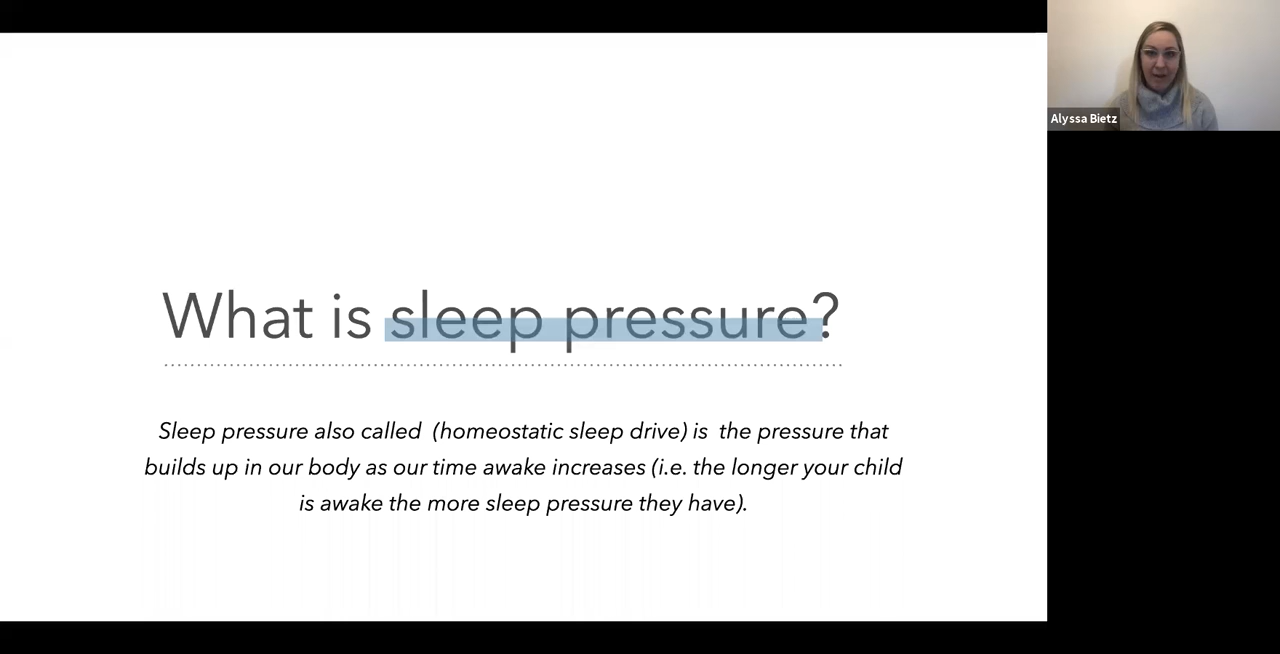 What is sleep pressure?
Sleep pressure also called (homeostatic sleep drive) is the pressure that
builds up in our body as our time awake increases (i.e. the longer your child
is awake the more sleep pressure they have).
Alyssa Bietz